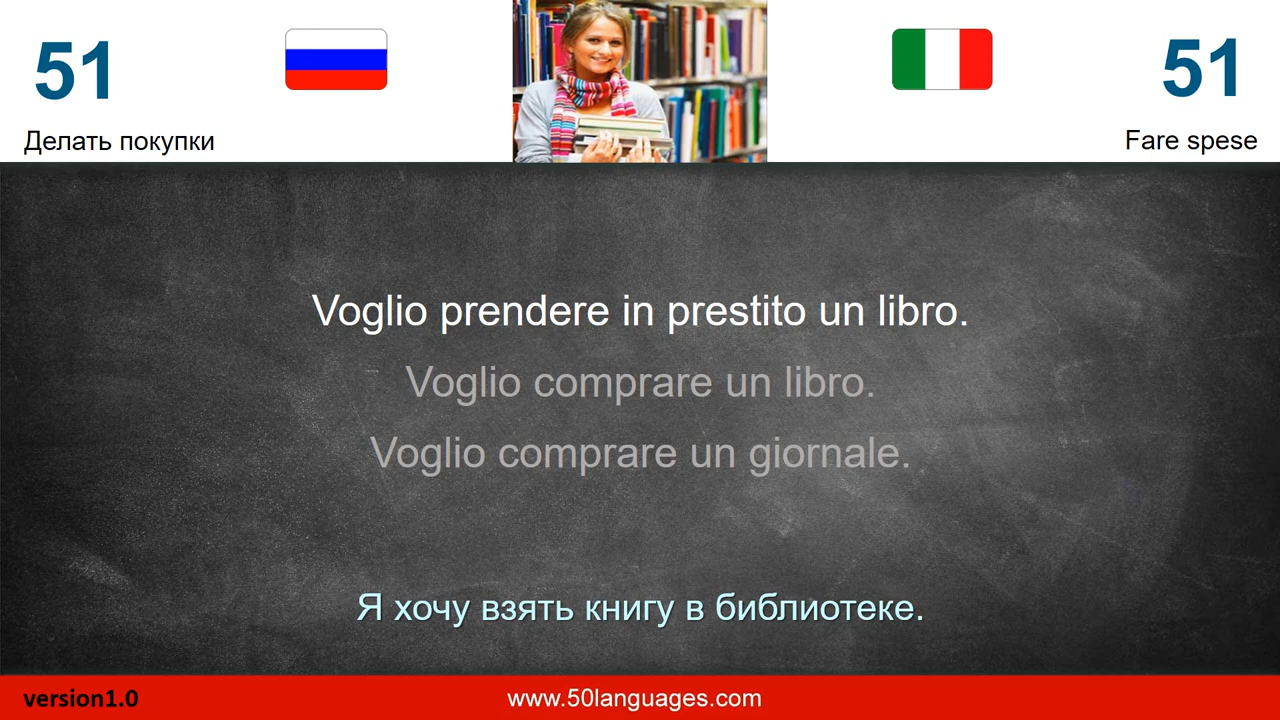 51
51
Делать покупки
Fare spese
Voglio prendere in prestito un libro.
Voglio comprare un libro.
Voglio comprare un giornale.
Я хочу взять книгу в библиотеке.
version1.0
www.50languages.com